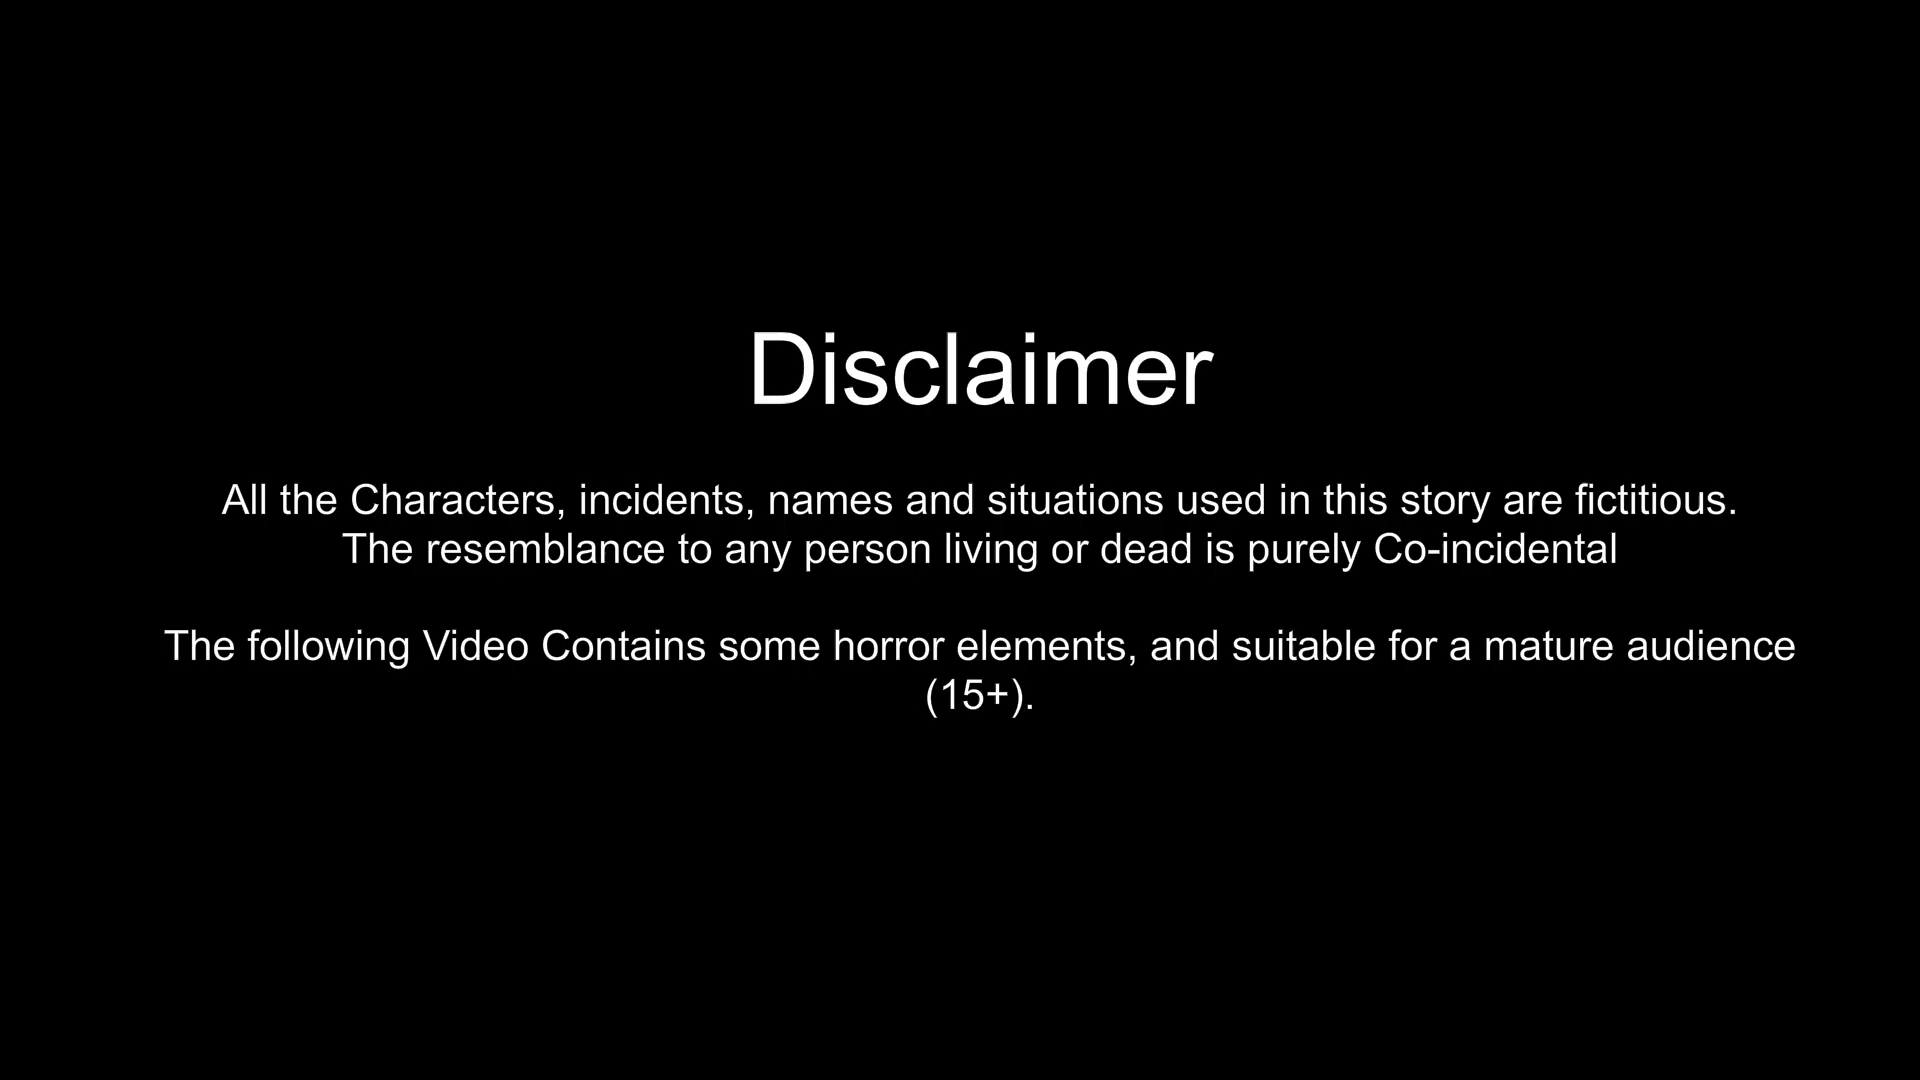 Disclaimer
All the Characters, incidents, names and situations used in this story are fictitious.
The resemblance to any person living or dead is purely Co-incidental
The following Video Contains some horror elements, and suitable for a mature audience
(15+).